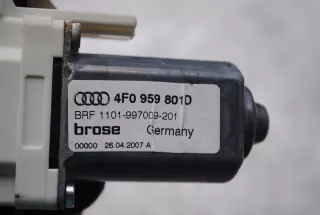 4F0 959 801D
BRF 1101-997009-201
brose Germany
00000 26.04.2007 A